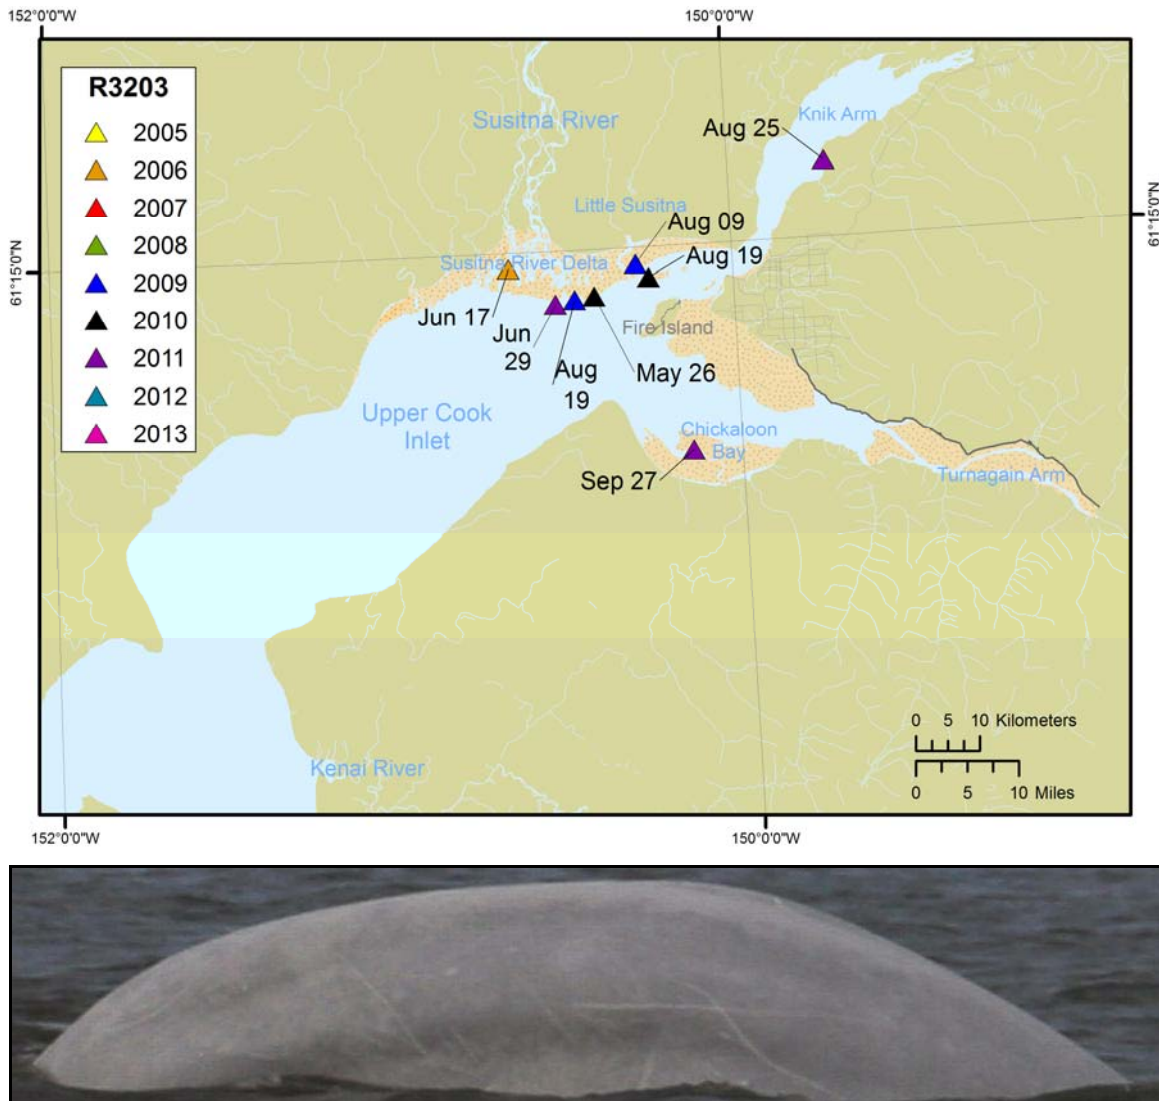 152°0'0"W
150°0'0"W
R3203
2005
2006
2007
2008
2009
2010
2011
2012
2013
Susitna River
Knik Arm
Aug 25
Little Susitna
Aug 09
Aug 19
61°15'0"N
61°15'0"N
Susitna River Delta
Jun 17
Jun
29
Aug
19
Fire Island
May 26
Upper Cook
Inlet
Chickaloon
Bay
Sep 27
Turnagain Arm
Kenai River
0 5 10 Kilometers
0 5 10 Miles
152°0'0"W
150°0'0"W